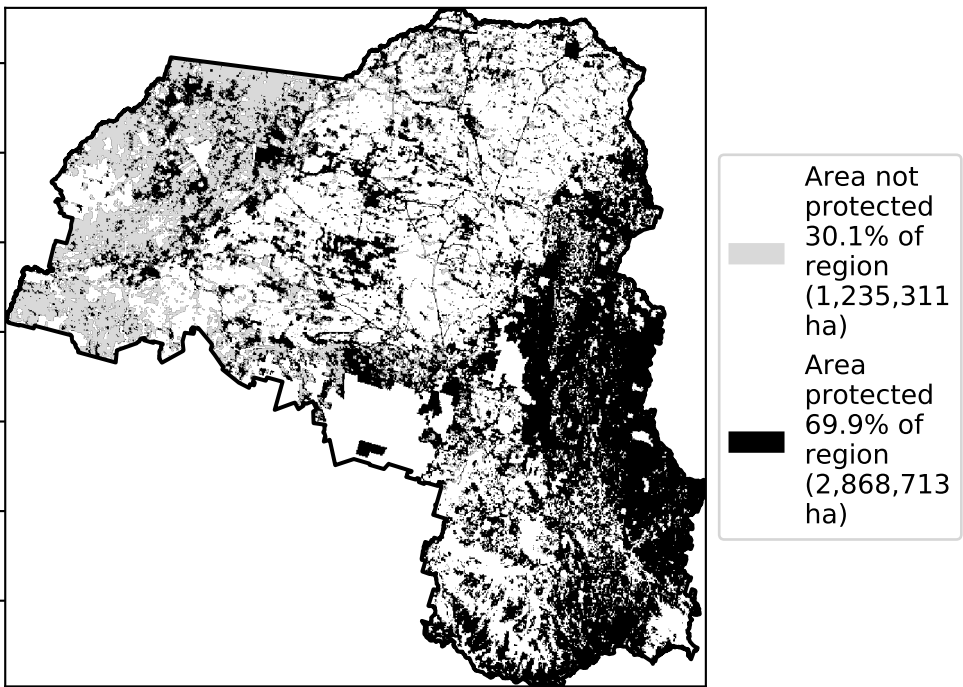 Area not
protected
30.1% of
region
(1,235,311
ha)
Area
protected
69.9% of
region
(2,868,713
ha)